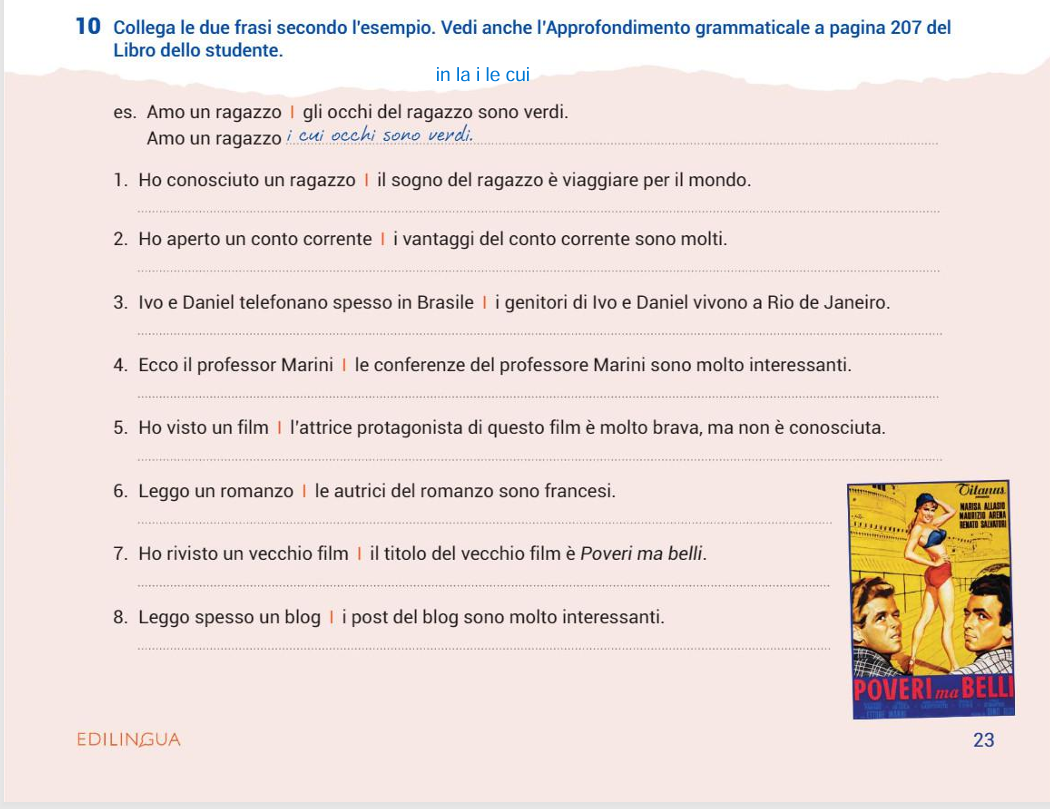 10 Collega le due frasi secondo l'esempio. Vedi anche l'Approfondimento grammaticale a pagina 207 del
Libro dello studente.
in la i le cui
es. Amo un ragazzo I gli occhi del ragazzo sono verdi.
Amo un ragazzo i cui occhi sono verdi.
1. Ho conosciuto un ragazzo I il sogno del ragazzo è viaggiare per il mondo.
2. Ho aperto un conto corrente I i vantaggi del conto corrente sono molti.
3. Ivo e Daniel telefonano spesso in Brasile I i genitori di Ivo e Daniel vivono a Rio de Janeiro.
4. Ecco il professor Marini I le conferenze del professore Marini sono molto interessanti.
5. Ho visto un film I l'attrice protagonista di questo film è molto brava, ma non è conosciuta.
6. Leggo un romanzo I le autrici del romanzo sono francesi.
7. Ho rivisto un vecchio film I il titolo del vecchio film è Poveri ma belli.
8. Leggo spesso un blog I i post del blog sono molto interessanti.
Titanus
MARISA ALLASIO
MAURIZIO ARENA
RENATO SALVATORI
POVERI ma BELLI
EDILINGUA
23